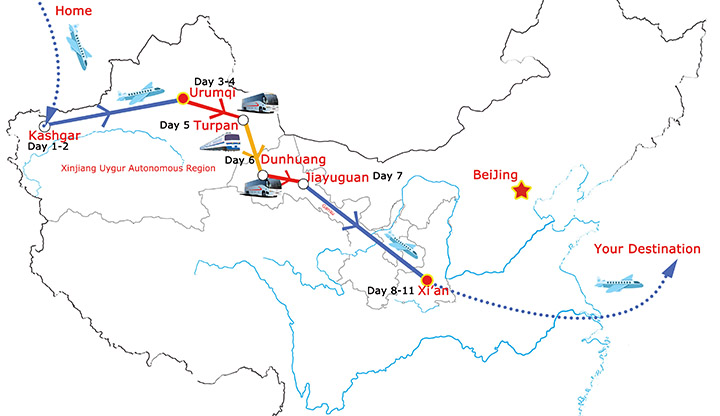 Home
Day 3-4
Urumqi
Day 5
Turpan
Kashqar
Day 1-2
Day 6
Dunhuang
Xinjiang Uygur Autonomous Region
Jiayuguan
Day 7
BeiJing
Your Destination
Day 8-11
Xi'an